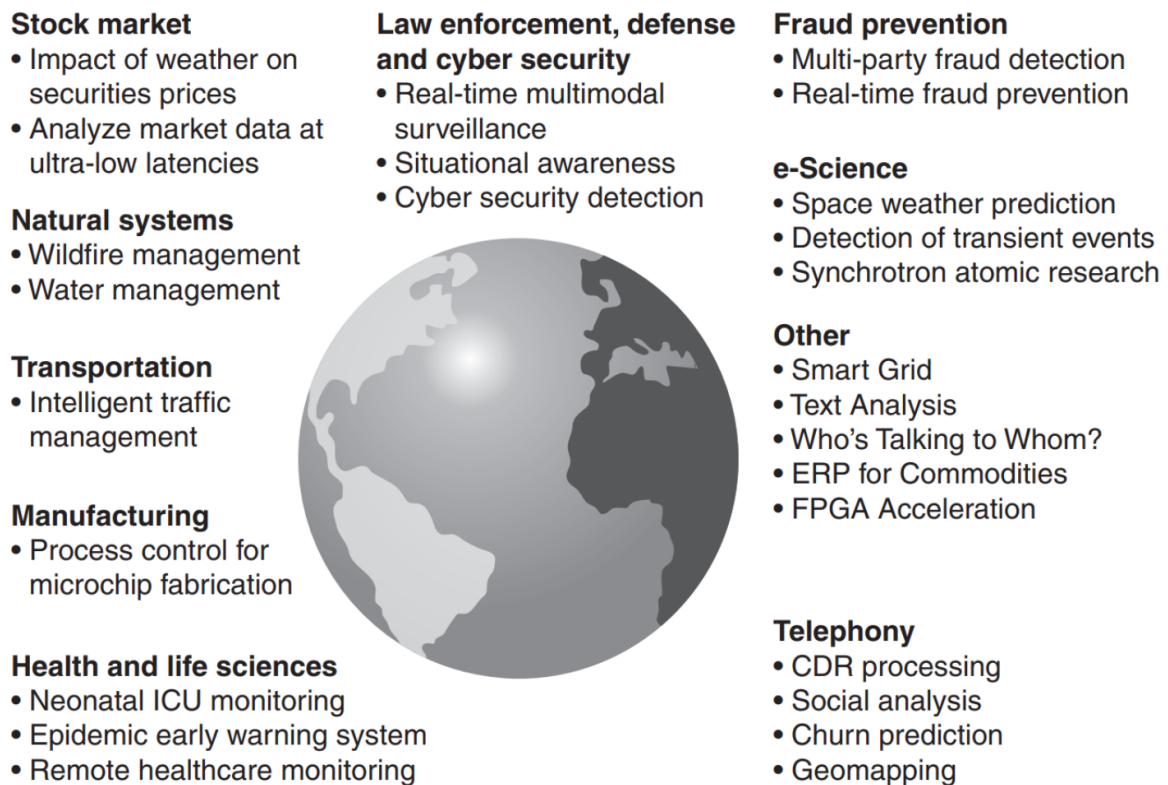 Stock market
• Impact of weather on
securities prices
• Analyze market data at
ultra-low latencies
Natural systems
• Wildfire management
• Water management
Transportation
• Intelligent traffic
management
Manufacturing
• Process control for
microchip fabrication
Health and life sciences
• Neonatal ICU monitoring
• Epidemic early warning system
• Remote healthcare monitoring
Law enforcement, defense
and cyber security
• Real-time multimodal
surveillance
• Situational awareness
• Cyber security detection
Fraud prevention
• Multi-party fraud detection
• Real-time fraud prevention
e-Science
• Space weather prediction
• Detection of transient events
• Synchrotron atomic research
Other
• Smart Grid
• Text Analysis
• Who’s Talking to Whom?
• ERP for Commodities
• FPGA Acceleration
Telephony
• CDR processing
• Social analysis
• Churn prediction
• Geomapping